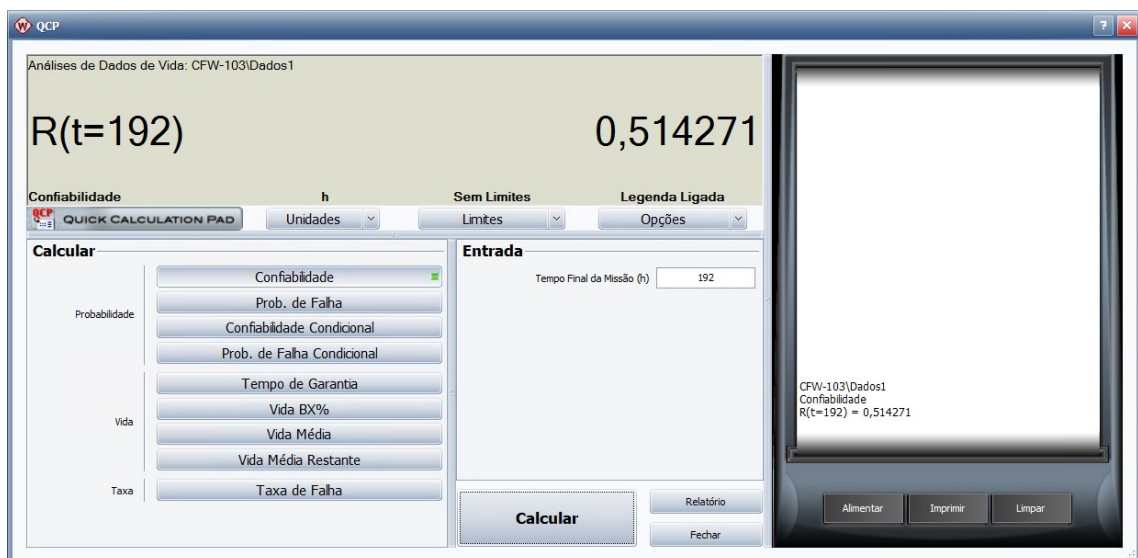 QCP
Análises de Dados de Vida: CFW-103\Dados1
R(t=192) 0,514271
Confiabilidade h Sem Limites Legenda Ligada
QCP QUICK CALCULATION PAD Unidades Limites Opções
Calcular
Probabilidade
Confiabilidade
Prob. de Falha
Confiabilidade Condicional
Prob. de Falha Condicional
Vida
Tempo de Garantia
Vida BX%
Vida Média
Vida Média Restante
Taxa
Taxa de Falha
Entrada
Tempo Final da Missão (h) 192
Calcular
Relatório
Fechar
CFW-103\Dados1
Confiabilidade
R(t=192) = 0,514271
Alimentar Imprimir Limpar